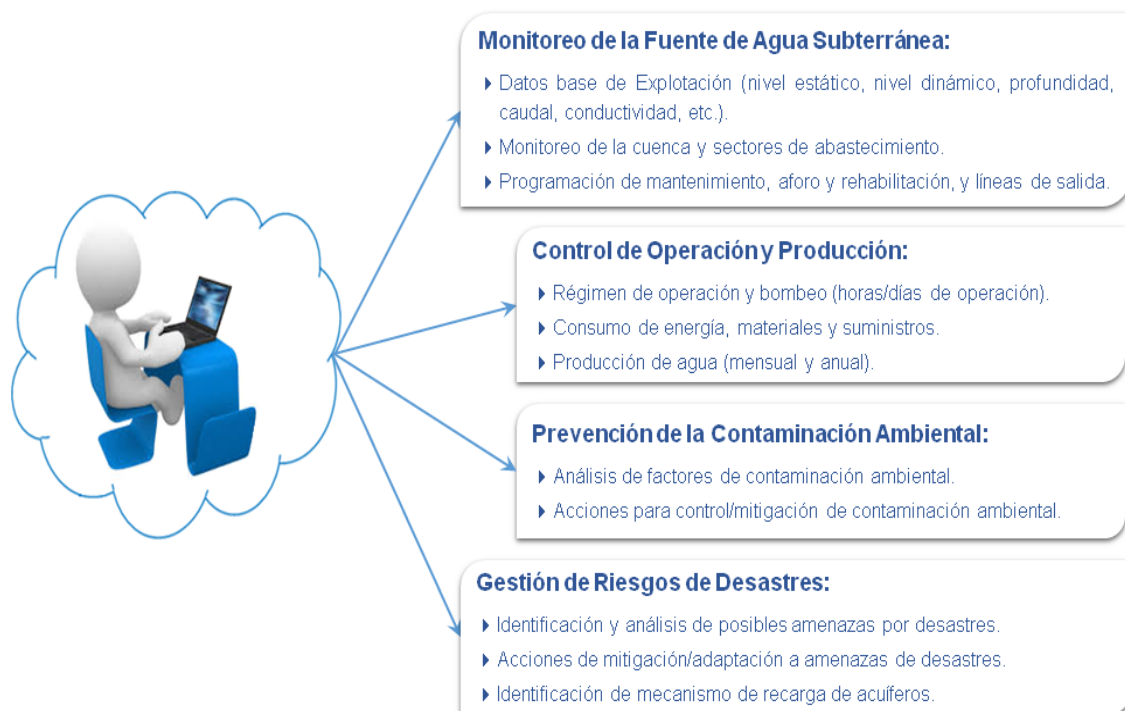 Monitoreo de la Fuente de Agua Subterránea:
Datos base de Explotación (nivel estático, nivel dinámico, profundidad,
caudal, conductividad, etc.).
Monitoreo de la cuenca y sectores de abastecimiento.
Programación de mantenimiento, aforo y rehabilitación, y líneas de salida.
Control de Operación y Producción:
Régimen de operación y bombeo (horas/días de operación).
Consumo de energía, materiales y suministros.
Producción de agua (mensual y anual).
Prevención de la Contaminación Ambiental:
Análisis de factores de contaminación ambiental.
Acciones para control/mitigación de contaminación ambiental.
Gestión de Riesgos de Desastres:
Identificación y análisis de posibles amenazas por desastres.
Acciones de mitigación/adaptación a amenazas de desastres.
Identificación de mecanismo de recarga de acuíferos.